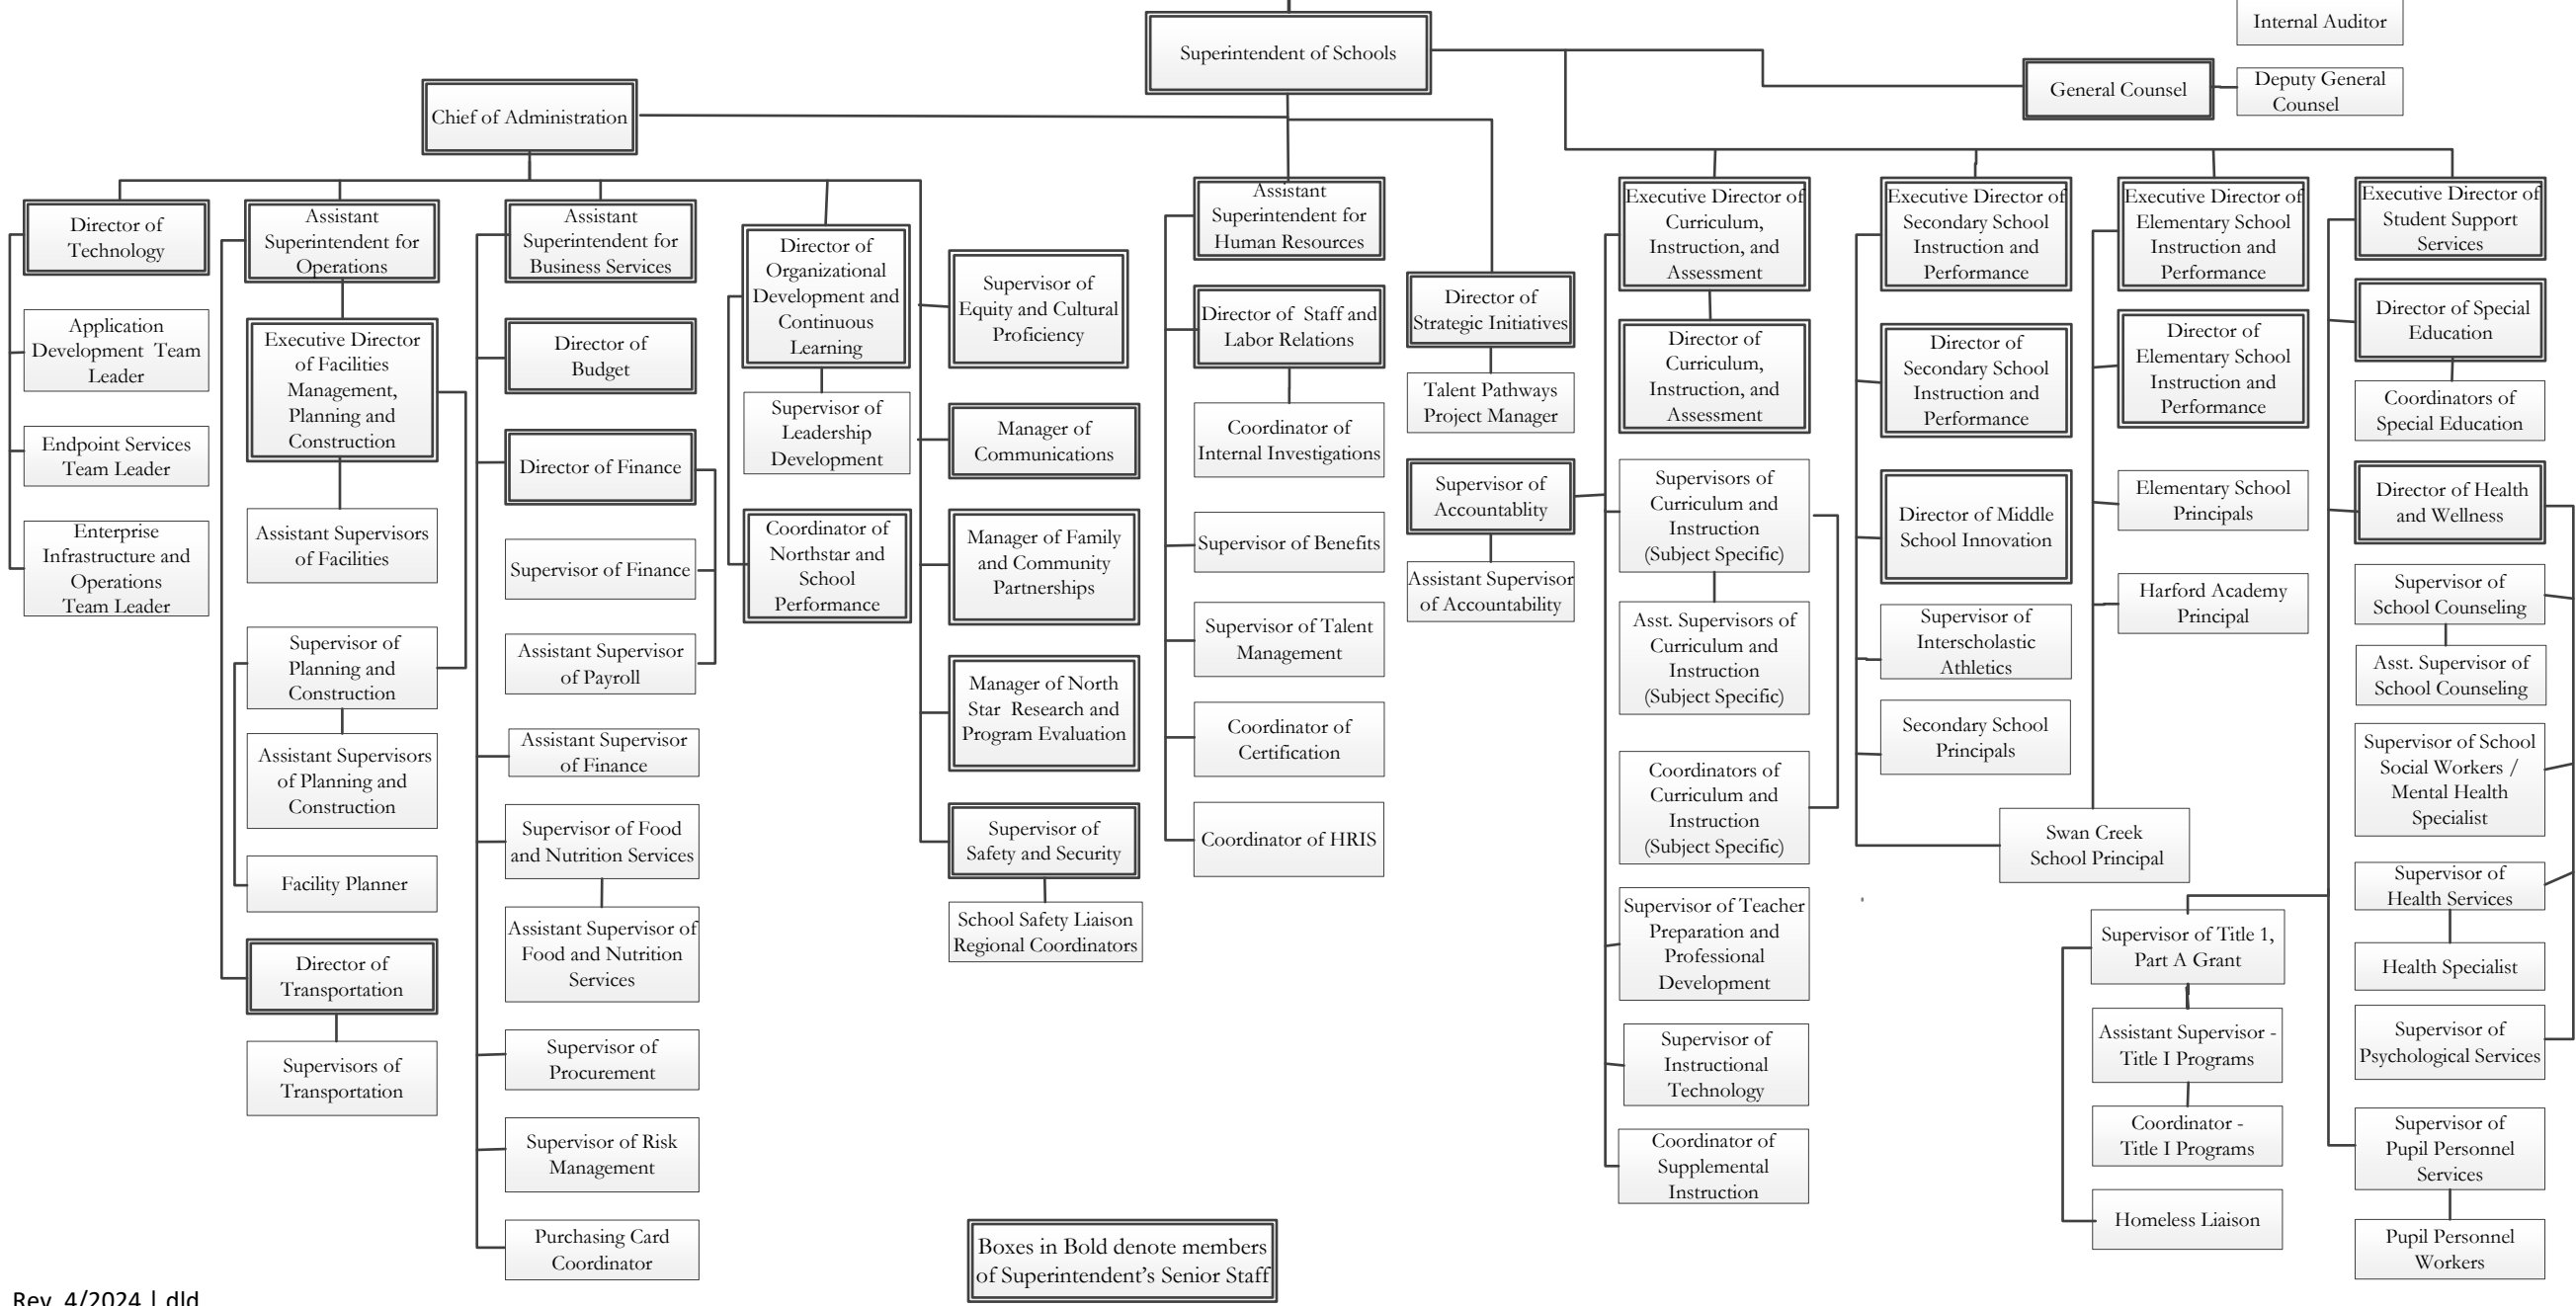 Internal Auditor
Superintendent of Schools
General Counsel
Deputy General
Counsel
Chief of Administration
Director of
Technology
Application
Development Team
Leader
Endpoint Services
Team Leader
Enterprise
Infrastructure and
Operations
Team Leader
Assistant
Superintendent for
Operations
Executive Director
of Facilities
Management,
Planning and
Construction
Assistant Supervisors
of Facilities
Supervisor of
Planning and
Construction
Assistant Supervisors
of Planning and
Construction
Facility Planner
Director of
Transportation
Supervisors of
Transportation
Assistant
Superintendent for
Business Services
Director of
Budget
Director of Finance
Supervisor of Finance
Assistant Supervisor
of Payroll
Assistant Supervisor
of Finance
Supervisor of Food
and Nutrition Services
Assistant Supervisor of
Food and Nutrition
Services
Supervisor of
Procurement
Supervisor of Risk
Management
Purchasing Card
Coordinator
Director of
Organizational
Development and
Continuous
Learning
Supervisor of
Leadership
Development
Coordinator of
Northstar and
School
Performance
Supervisor of
Equity and Cultural
Proficiency
Manager of
Communications
Manager of Family
and Community
Partnerships
Manager of North
Star Research and
Program Evaluation
Supervisor of
Safety and Security
School Safety Liaison
Regional Coordinators
Assistant
Superintendent for
Human Resources
Director of Staff and
Labor Relations
Coordinator of
Internal Investigations
Supervisor of Benefits
Supervisor of Talent
Management
Coordinator of
Certification
Coordinator of HRIS
Director of
Strategic Initiatives
Talent Pathways
Project Manager
Supervisor of
Accountablity
Assistant Supervisor
of Accountability
Executive Director of
Curriculum,
Instruction, and
Assessment
Director of
Curriculum,
Instruction, and
Assessment
Supervisors of
Curriculum and
Instruction
(Subject Specific)
Asst. Supervisors of
Curriculum and
Instruction
(Subject Specific)
Coordinators of
Curriculum and
Instruction
(Subject Specific)
Supervisor of Teacher
Preparation and
Professional
Development
Supervisor of
Instructional
Technology
Coordinator of
Supplemental
Instruction
Executive Director of
Secondary School
Instruction and
Performance
Director of
Secondary School
Instruction and
Performance
Director of Middle
School Innovation
Supervisor of
Interscholastic
Athletics
Secondary School
Principals
Swan Creek
School Principal
Executive Director of
Elementary School
Instruction and
Performance
Director of
Elementary School
Instruction and
Performance
Elementary School
Principals
Harford Academy
Principal
Supervisor of Title 1,
Part A Grant
Assistant Supervisor -
Title I Programs
Coordinator -
Title I Programs
Homeless Liaison
Executive Director of
Student Support
Services
Director of Special
Education
Coordinators of
Special Education
Director of Health
and Wellness
Supervisor of
School Counseling
Asst. Supervisor of
School Counseling
Supervisor of School
Social Workers /
Mental Health
Specialist
Supervisor of
Health Services
Health Specialist
Supervisor of
Psychological Services
Supervisor of
Pupil Personnel
Services
Pupil Personnel
Workers
Boxes in Bold denote members
of Superintendent's Senior Staff
Rev. 4/2024 | dld